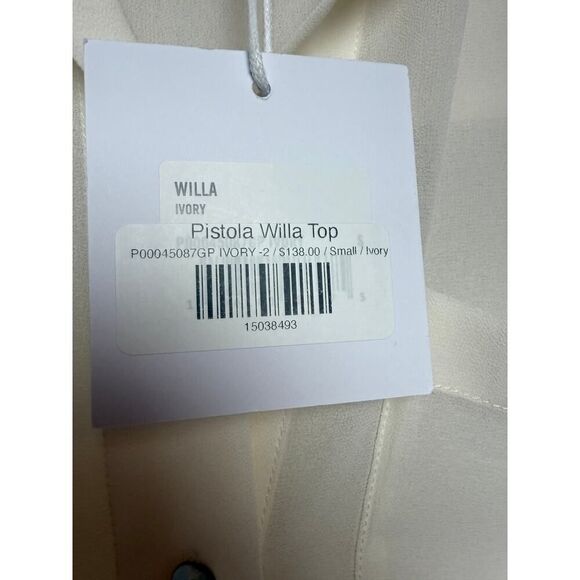 WILLA
IVORY
Pistola Willa Top
P00045087GP IVORY -2 / $138.00 / Small / Ivory
15038493